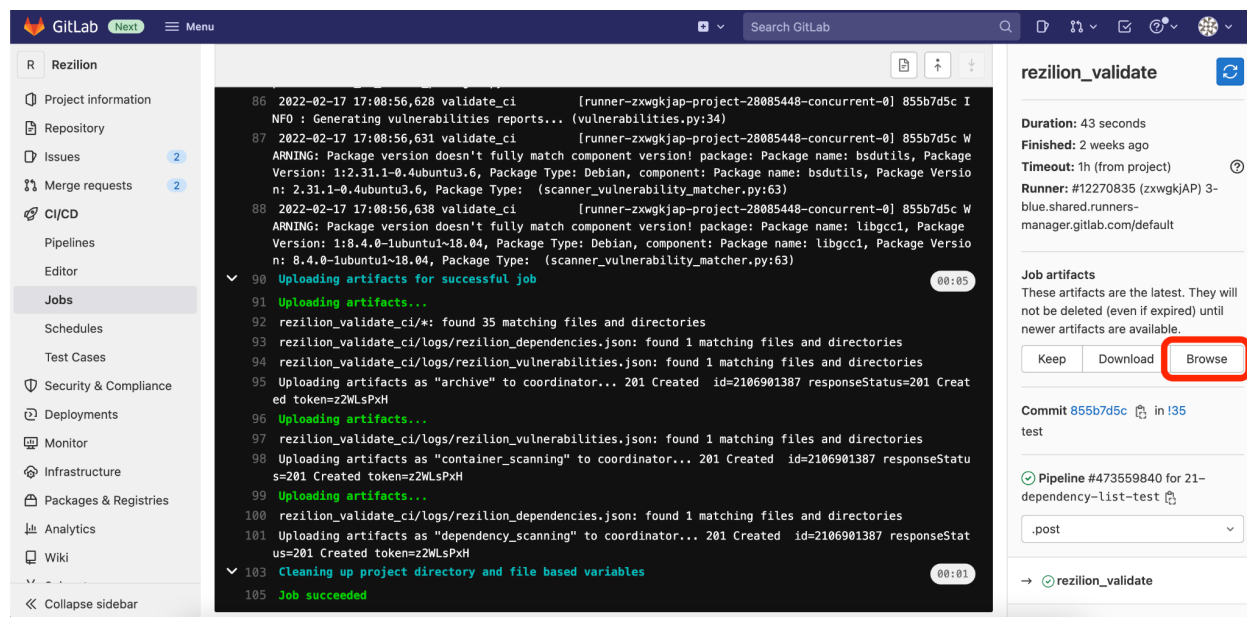 GitLab Next Menu Search GitLab
R Rezilion
Project information
Repository
Issues 2
Merge requests 2
CI/CD
Pipelines
Editor
Jobs
Schedules
Test Cases
Security & Compliance
Deployments
Monitor
Infrastructure
Packages & Registries
Analytics
Wiki
Collapse sidebar
86 2022-02-17 17:08:56,628 validate_ci [runner-zxwgkjap-project-28085448-concurrent-0] 855b7d5c I
NFO : Generating vulnerabilities reports... (vulnerabilities.py:34)
87 2022-02-17 17:08:56,631 validate_ci [runner-zxwgkjap-project-28085448-concurrent-0] 855b7d5c W
ARNING: Package version doesn't fully match component version! package: Package name: bsdutils, Package
Version: 1:2.31.1-0.4ubuntu3.6, Package Type: Debian, component: Package name: bsdutils, Package Versio
n: 2.31.1-0.4ubuntu3.6, Package Type: (scanner_vulnerability_matcher.py:63)
88 2022-02-17 17:08:56,638 validate_ci [runner-zxwgkjap-project-28085448-concurrent-0] 855b7d5c W
ARNING: Package version doesn't fully match component version! package: Package name: libgcc1, Package
Version: 1:8.4.0-1ubuntu1~18.04, Package Type: Debian, component: Package name: libgcc1, Package Versio
n: 8.4.0-1ubuntu1~18.04, Package Type: (scanner_vulnerability_matcher.py:63)
90 Uploading artifacts for successful job 00:05
91 Uploading artifacts...
92 rezilion_validate_ci/*: found 35 matching files and directories
93 rezilion_validate_ci/logs/rezilion_dependencies.json: found 1 matching files and directories
94 rezilion_validate_ci/logs/rezilion_vulnerabilities.json: found 1 matching files and directories
95 Uploading artifacts as "archive" to coordinator... 201 Created id=2106901387 responseStatus=201 Creat
ed token=z2WLsPxH
96 Uploading artifacts...
97 rezilion_validate_ci/logs/rezilion_vulnerabilities.json: found 1 matching files and directories
98 Uploading artifacts as "container_scanning" to coordinator... 201 Created id=2106901387 responseStatu
s=201 Created token=z2WLsPxH
99 Uploading artifacts...
100 rezilion_validate_ci/logs/rezilion_dependencies.json: found 1 matching files and directories
101 Uploading artifacts as "dependency_scanning" to coordinator... 201 Created id=2106901387 responseStat
us=201 Created token=z2WLsPxH
103 Cleaning up project directory and file based variables 00:01
105 Job succeeded
rezilion_validate
Duration: 43 seconds
Finished: 2 weeks ago
Timeout: 1h (from project)
Runner: #12270835 (zxwgkjAP) 3-
blue.shared.runners-
manager.gitlab.com/default
Job artifacts
These artifacts are the latest. They will
not be deleted (even if expired) until
newer artifacts are available.
Keep Download Browse
Commit 855b7d5c in !35
test
Pipeline #473559840 for 21-
dependency-list-test
.post
→ rezilion_validate